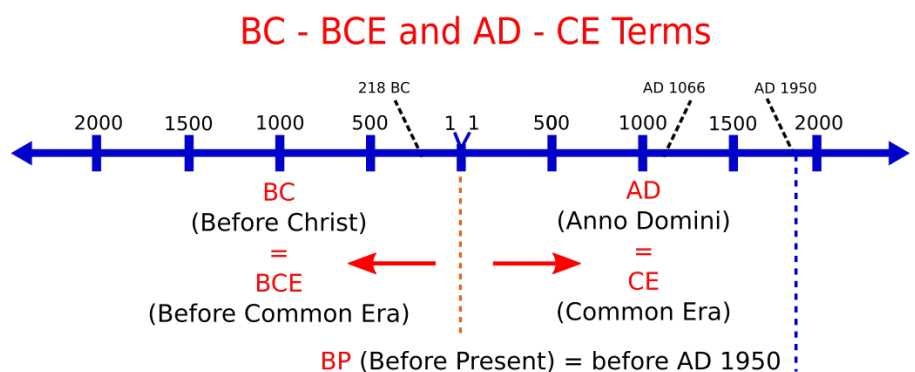 BC - BCE and AD - CE Terms
218 BC AD 1066 AD 1950
2000 1500 1000 500 1 1 500 1000 1500 2000
BC AD
(Before Christ) (Anno Domini)
= =
BCE CE
(Before Common Era) (Common Era)
BP (Before Present) = before AD 1950